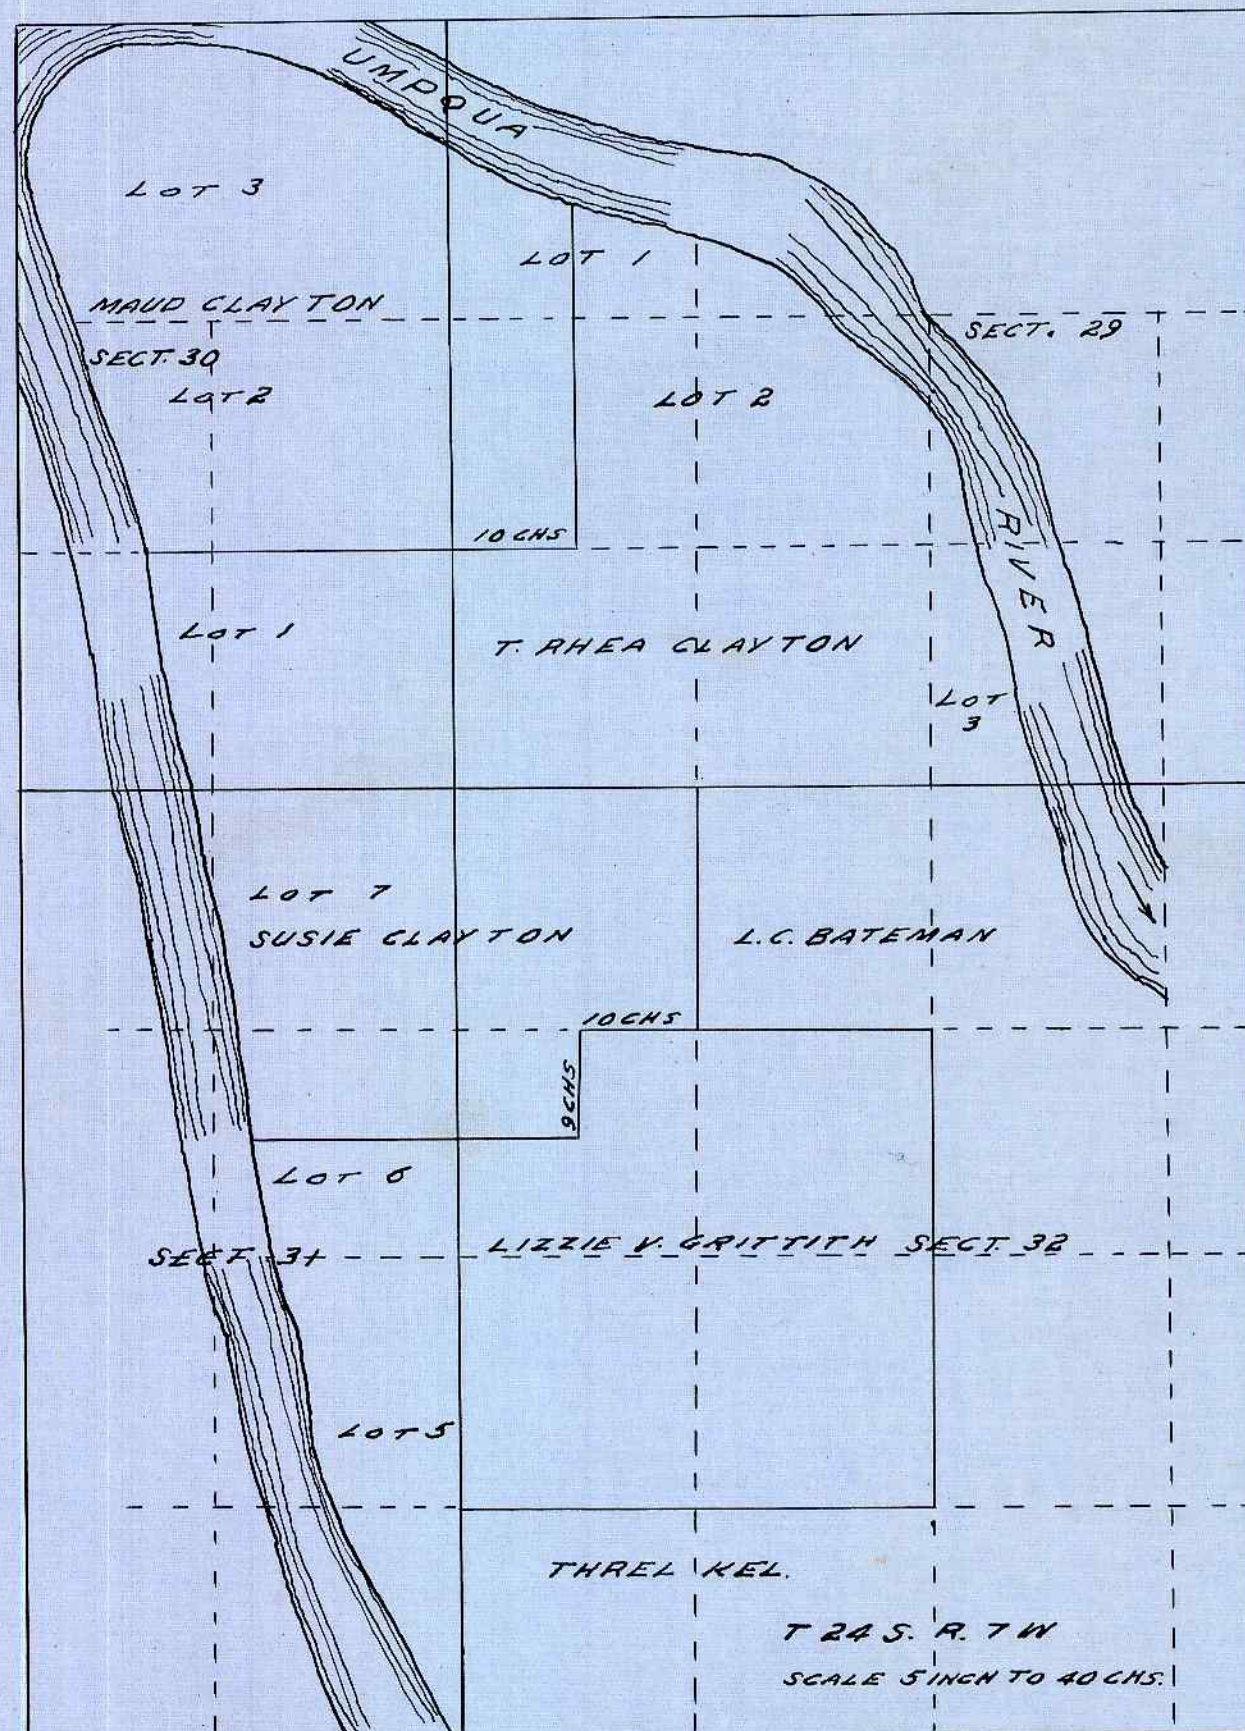 UMPQUA
LOT 3
LOT 1
MAUD CLAYTON
SECT. 29
SECT. 30
LOT 2
LOT 2
10 CHS
RIVER
LOT 1
T. RHEA CLAYTON
LOT
3
LOT 7
SUSIE CLAYTON
L.C. BATEMAN
10 CHS
9 CHS
LOT 6
SECT. 31
LIZZIE V. GRITTITH SECT. 32
LOT 5
THREL KEL.
T 24 S. R. 7 W
SCALE 5 INCH TO 40 CHS.